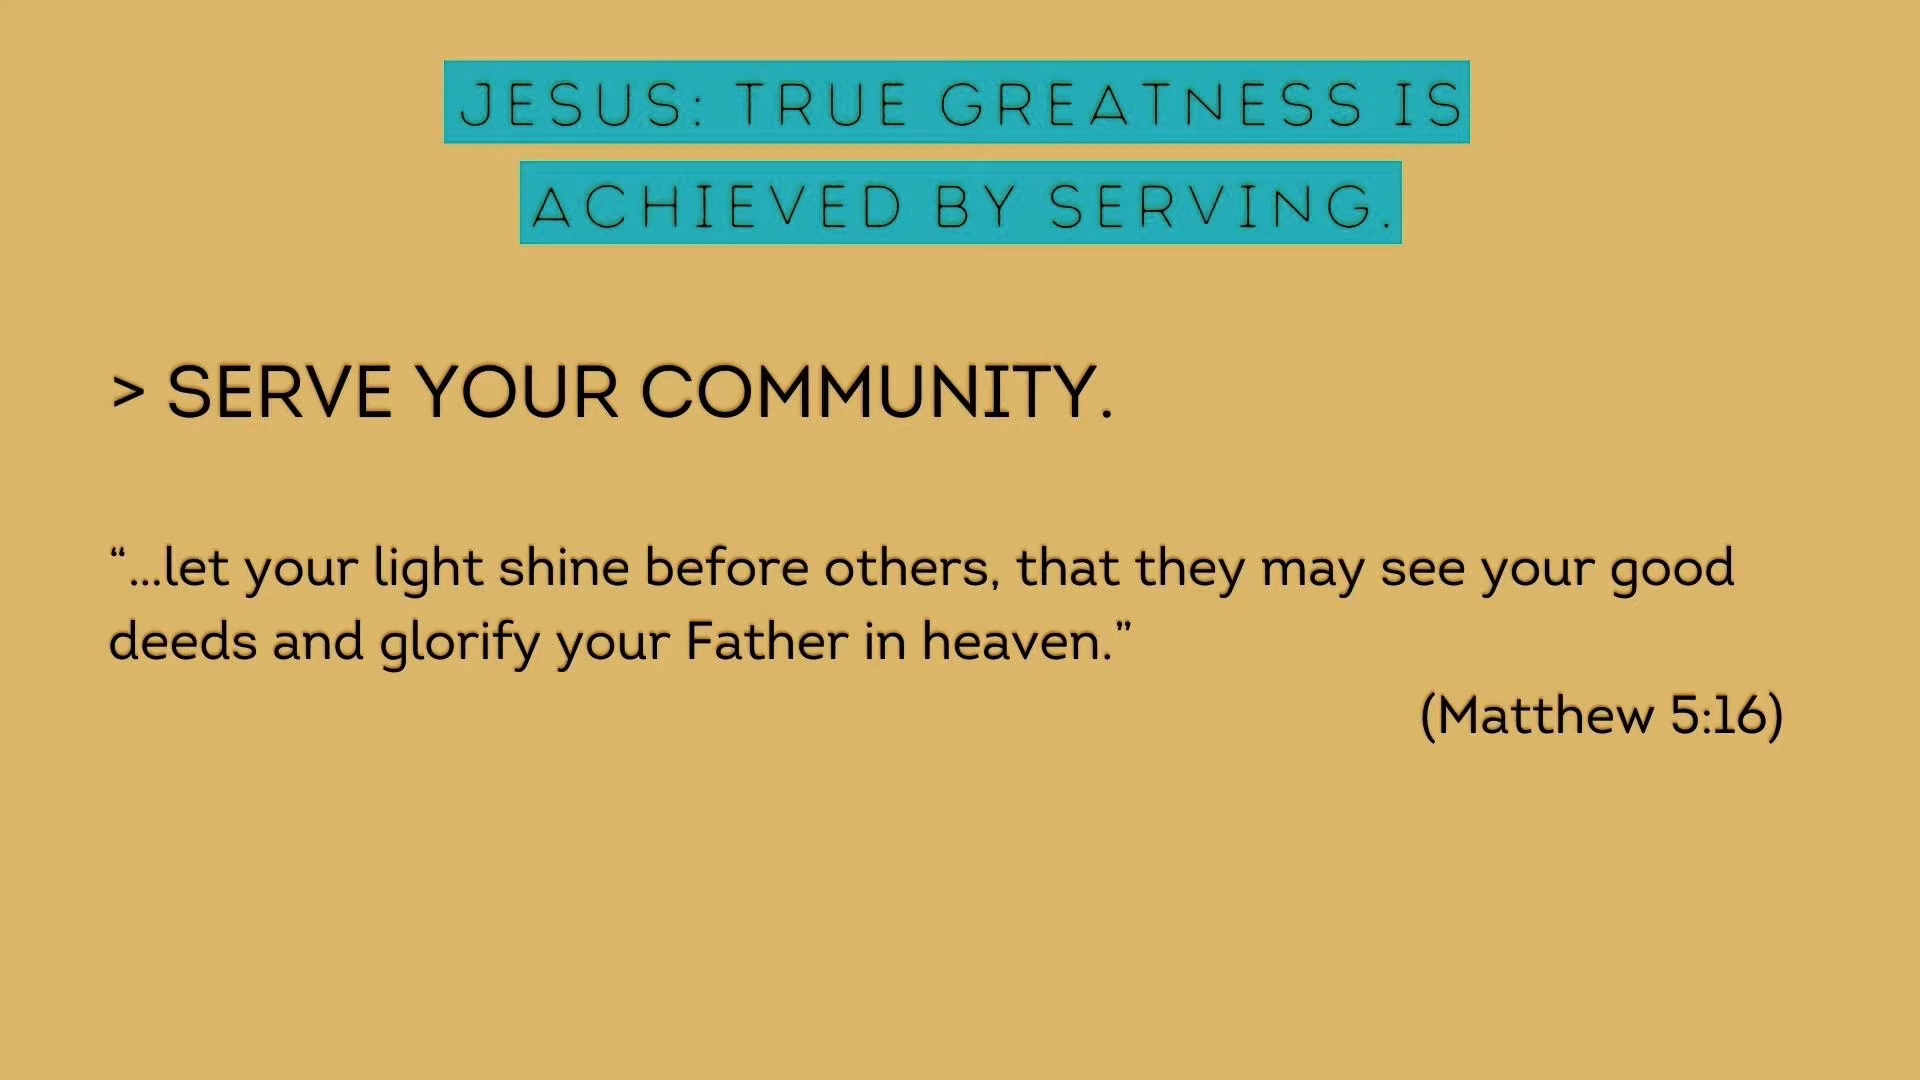 JESUS: TRUE GREATNESS IS
ACHIEVED BY SERVING.
> SERVE YOUR COMMUNITY.
“...let your light shine before others, that they may see your good
deeds and glorify your Father in heaven.”
(Matthew 5:16)